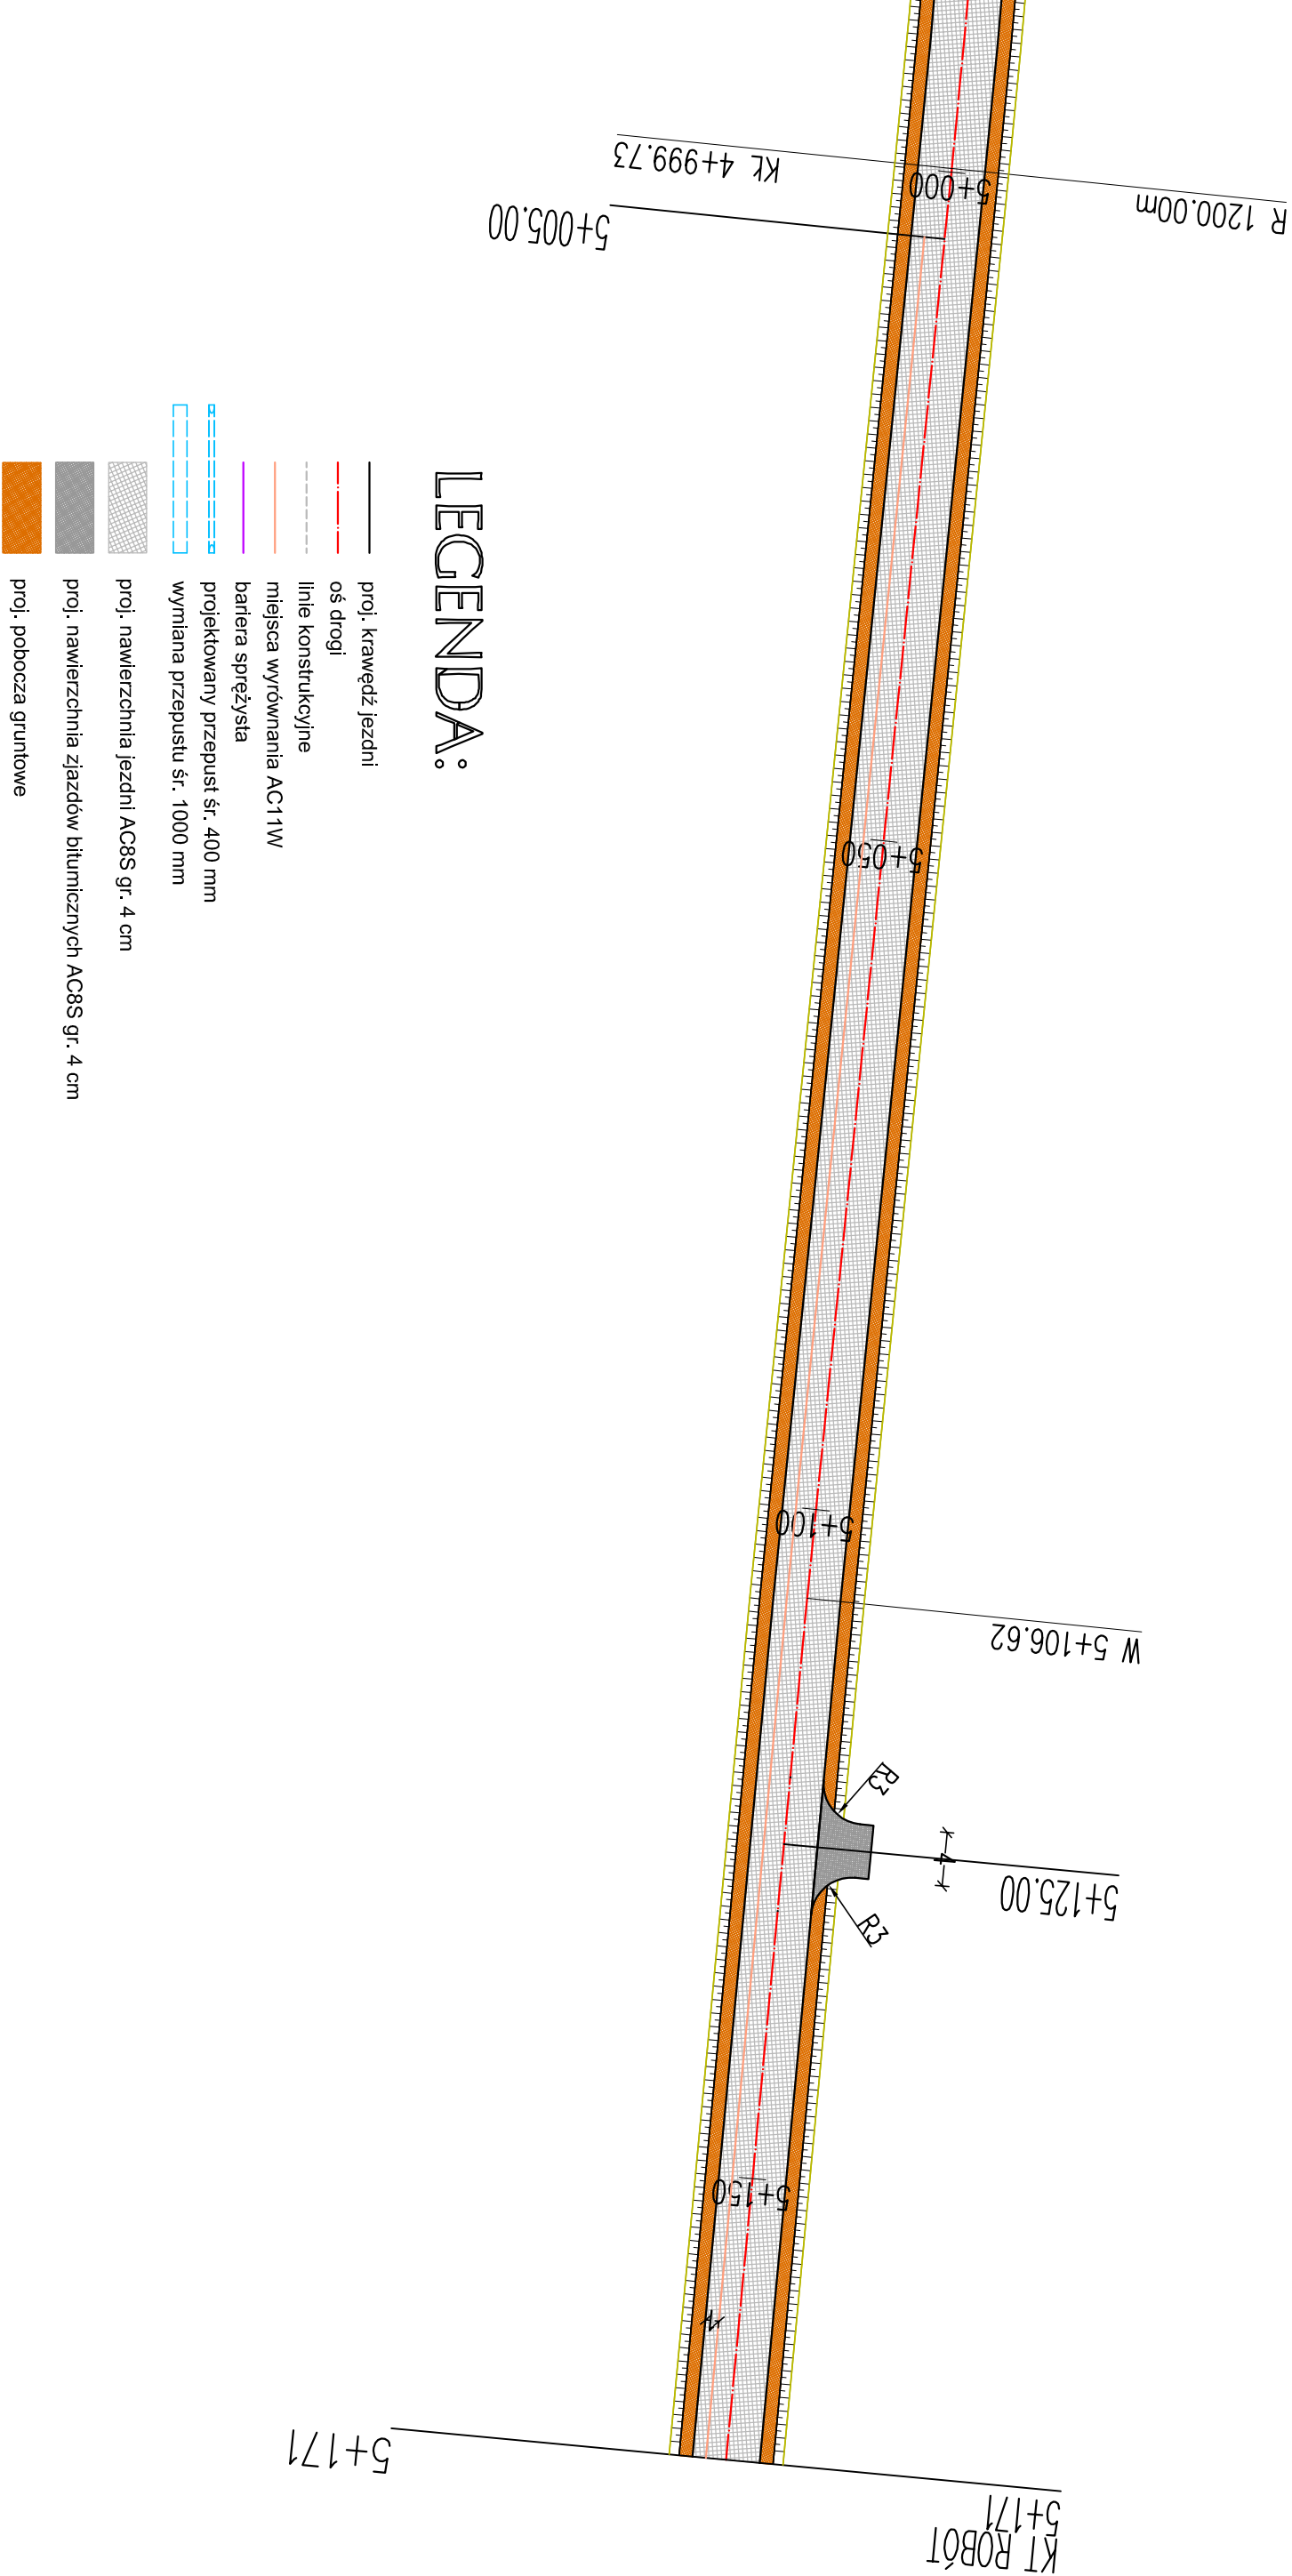 KŁ 4+999.73
R 1200.00m
5+000
5+005.00
5+050
5+100
W 5+106.62
R3
4
5+125.00
R3
5+150
5+171
5+171
KT ROBÓT
LEGENDA:
proj. krawędź jezdni
oś drogi
linie konstrukcyjne
miejsca wyrównania AC11W
bariera sprężysta
projektowany przepust śr. 400 mm
wymiana przepustu śr. 1000 mm
proj. nawierzchnia jezdni AC8S gr. 4 cm
proj. nawierzchnia zjazdów bitumicznych AC8S gr. 4 cm
proj. pobocza gruntowe